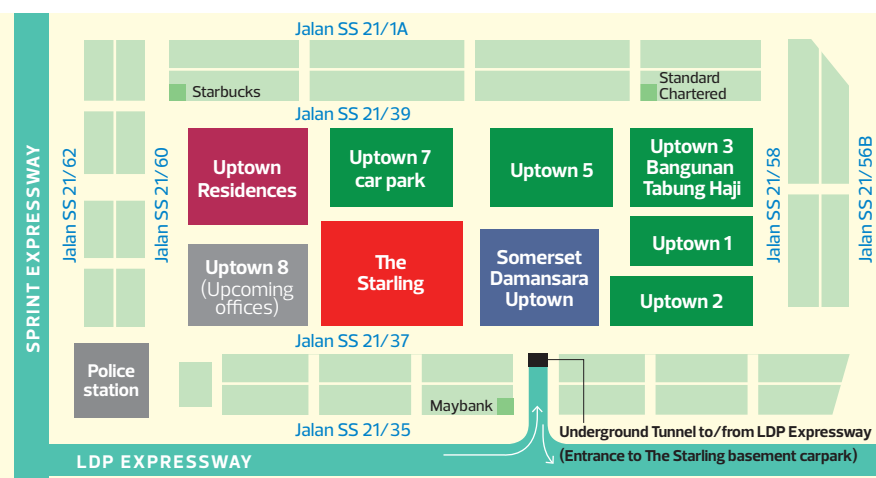 Jalan SS 21/1A
Starbucks
Standard
Chartered
Jalan SS 21/39
SPRINT EXPRESSWAY
Jalan SS 21/62
Jalan SS 21/60
Uptown
Residences
Uptown 7
car park
Uptown 5
Uptown 3
Bangunan
Tabung Haji
Jalan SS 21/58
Jalan SS 21/56B
Uptown 8
(Upcoming
offices)
The
Starling
Somerset
Damansara
Uptown
Uptown 1
Uptown 2
Jalan SS 21/37
Police
station
Maybank
Jalan SS 21/35
Underground Tunnel to/from LDP Expressway
(Entrance to The Starling basement carpark)
LDP EXPRESSWAY